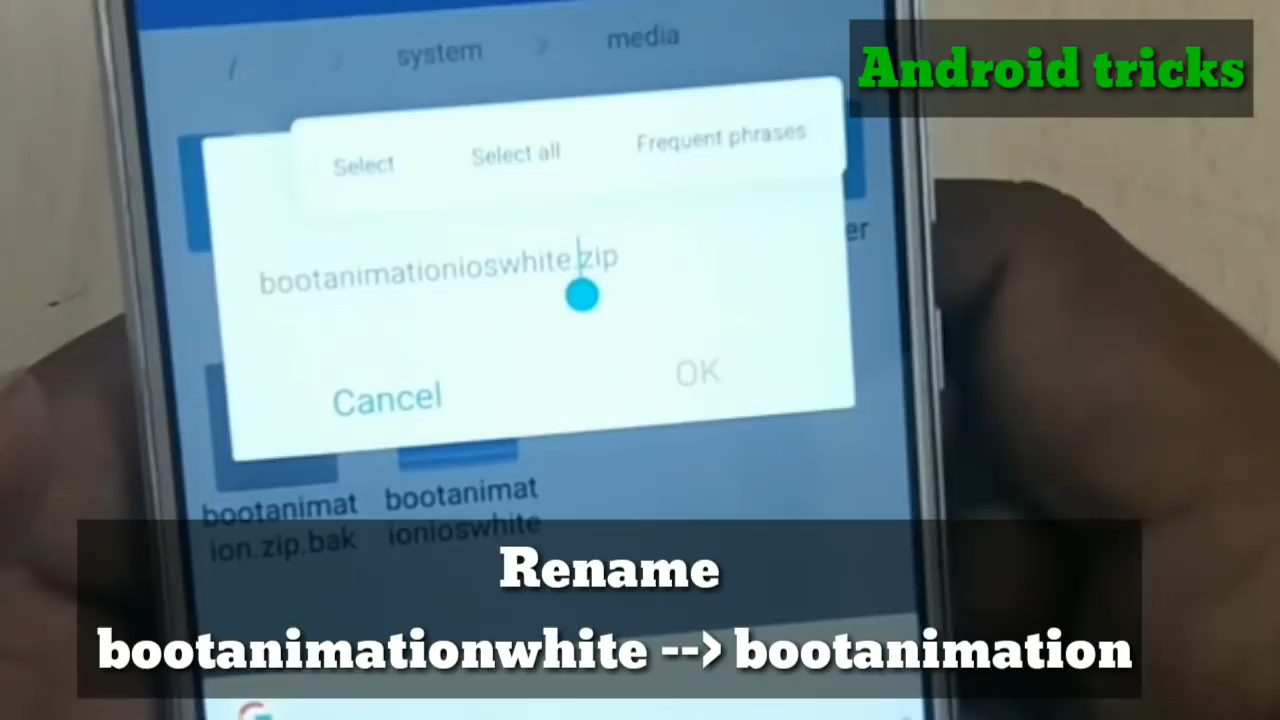 / > system > media
Android tricks
Select Select all Frequent phrases
er
bootanimationioswhite.zip
Cancel OK
bootanimat
ion.zip.bak
bootanimat
ionioswhite
Rename
bootanimationwhite --> bootanimation
G